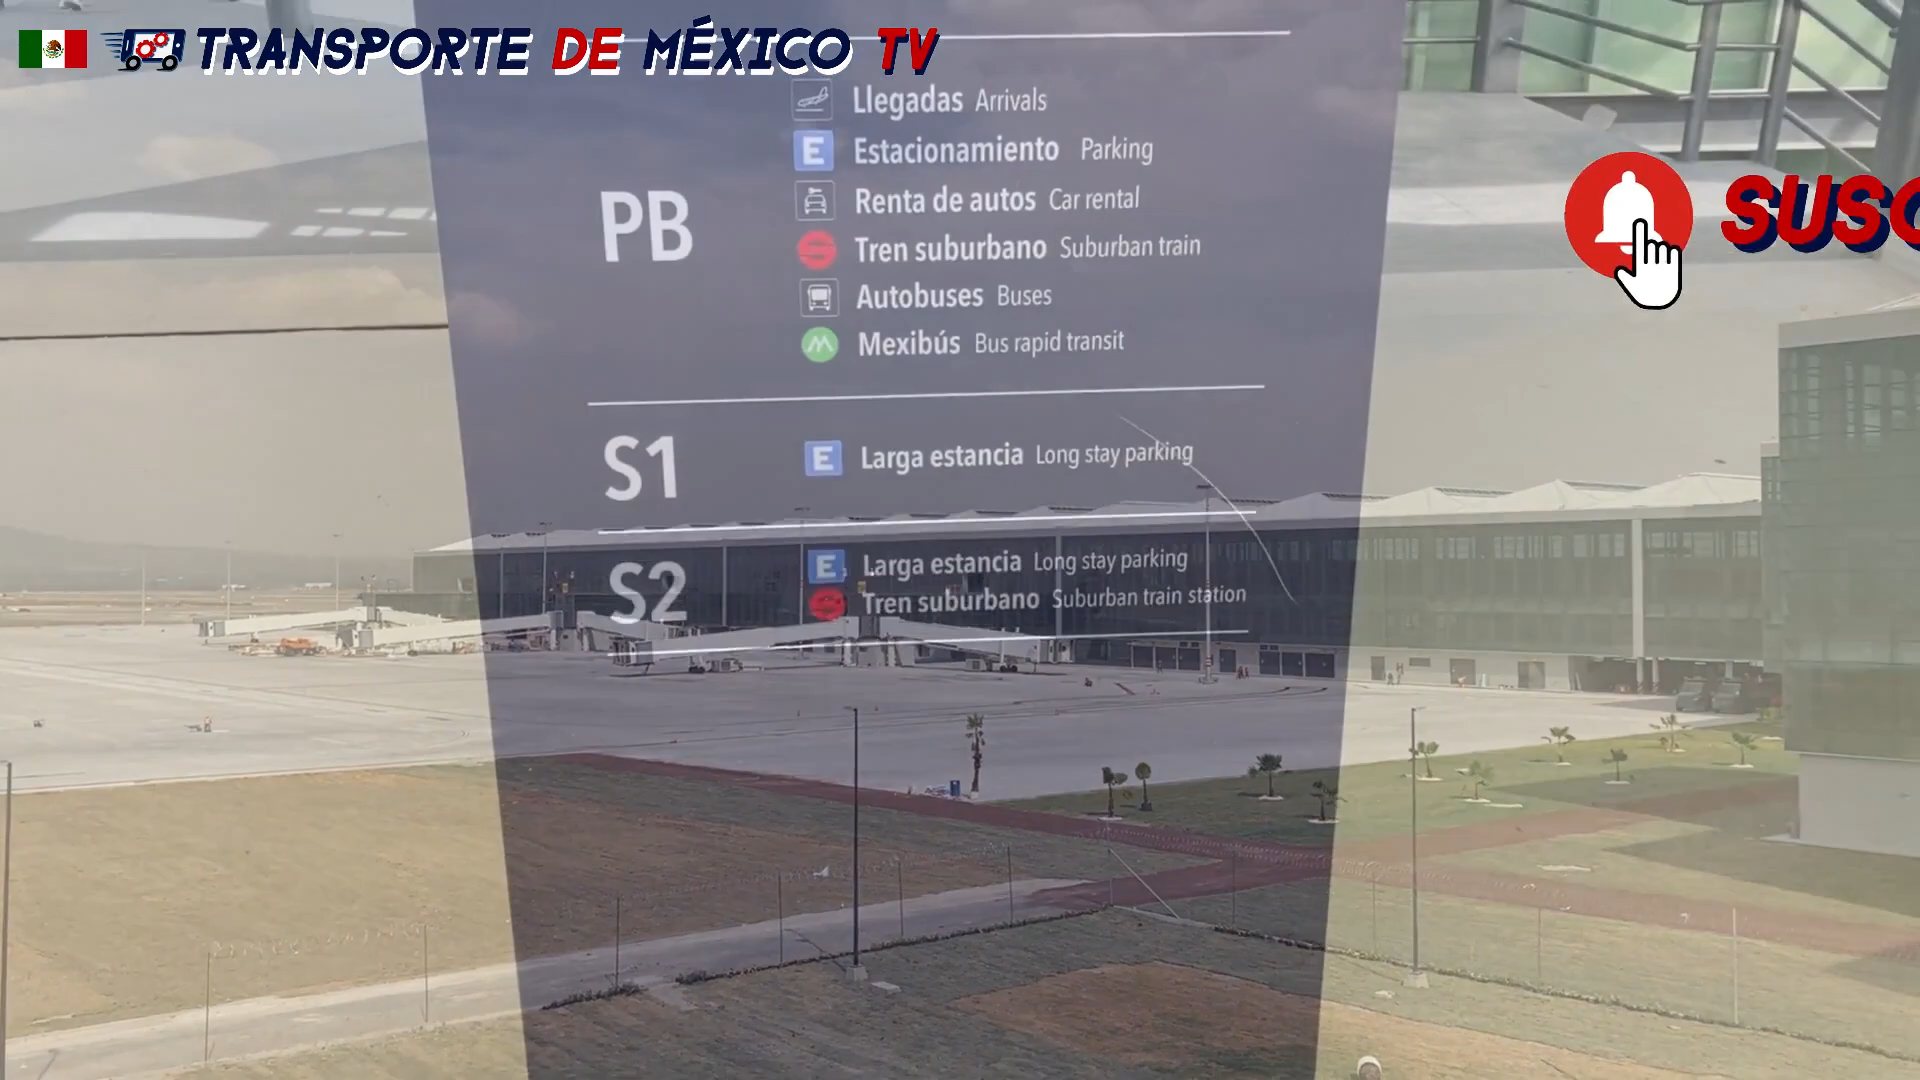 TRANSPORTE DE MÉXICO TV
Llegadas Arrivals
E Estacionamiento Parking
PB
Renta de autos Car rental
Tren suburbano Suburban train
Autobuses Buses
Mexibús Bus rapid transit
S1
E Larga estancia Long stay parking
S2
E Larga estancia Long stay parking
Tren suburbano Suburban train station